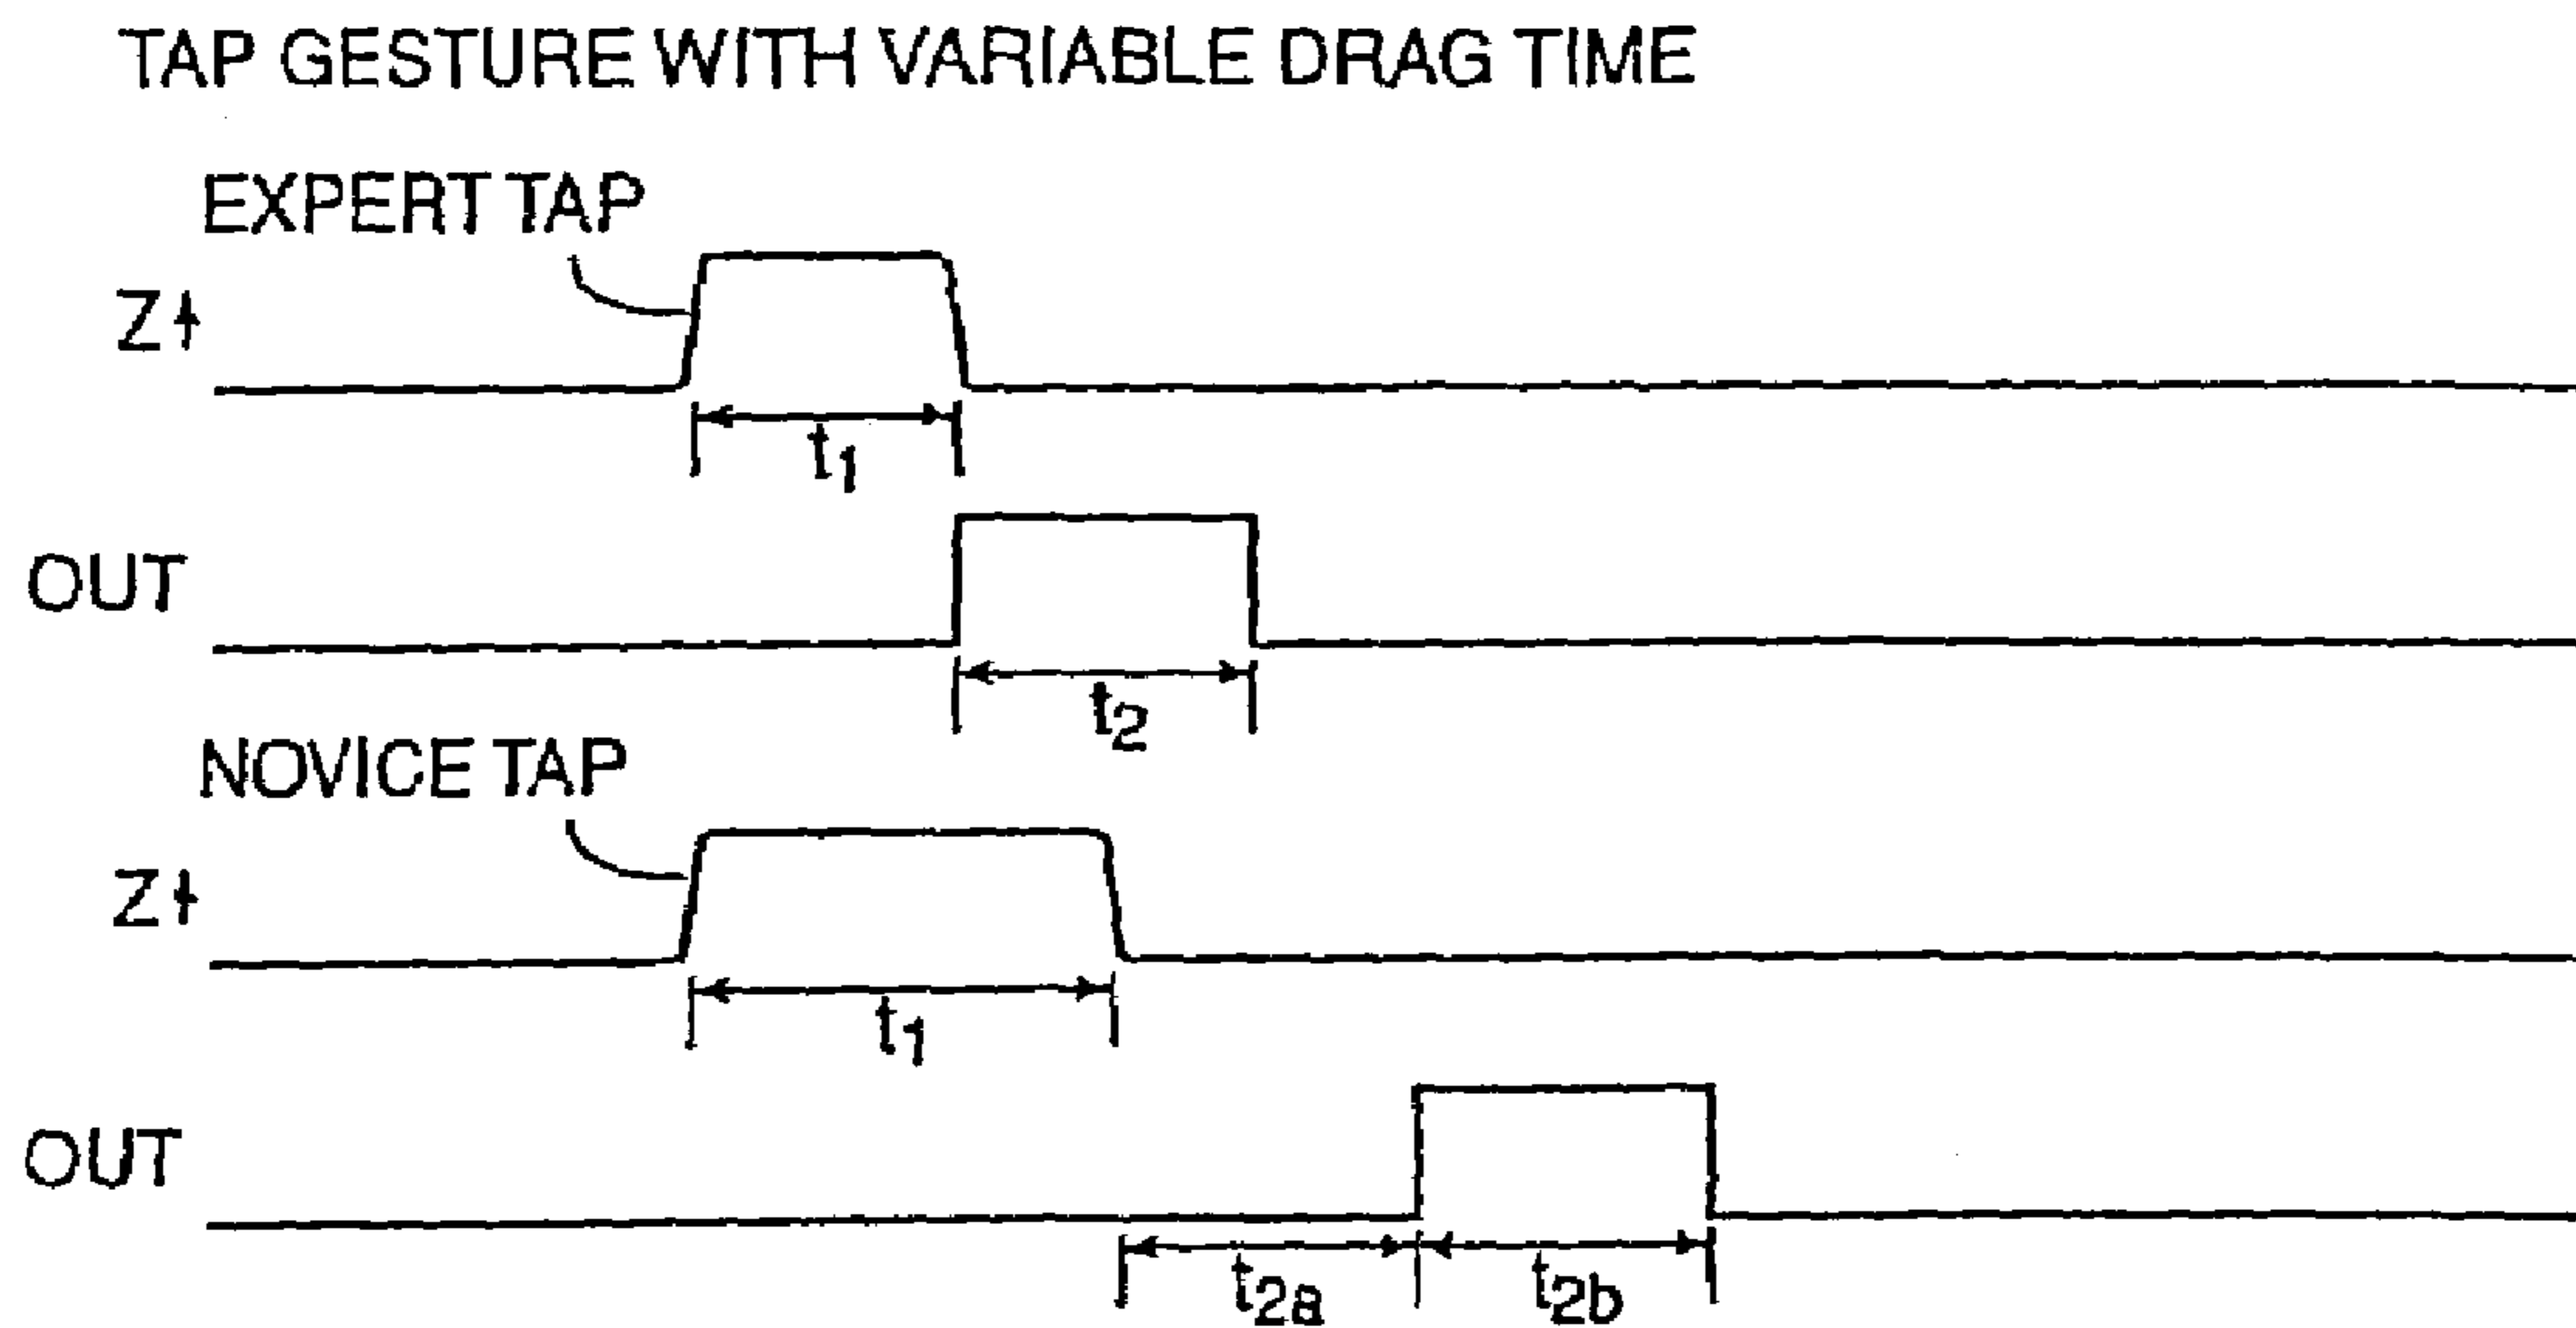 TAP GESTURE WITH VARIABLE DRAG TIME
EXPERT TAP
Z
t1
OUT
t2
NOVICE TAP
Z
t1
OUT
t2a t2b